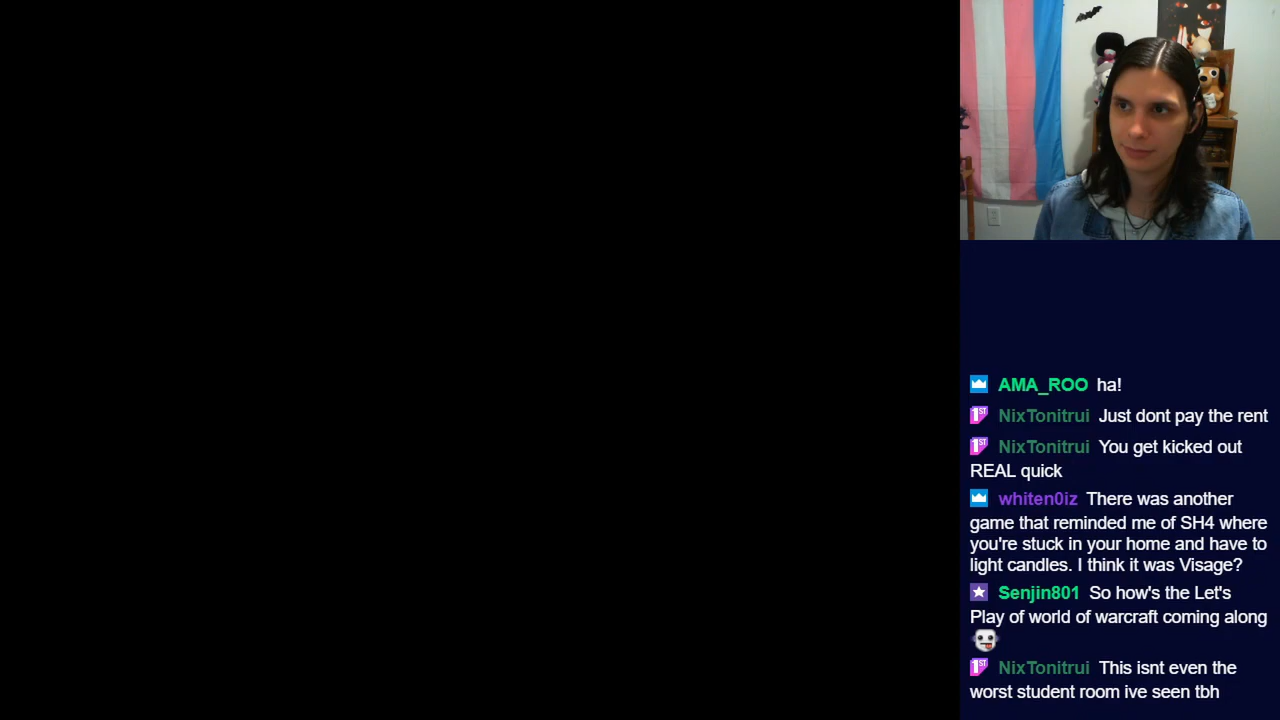 AMA_ROO ha!
1ST NixTonitrui Just dont pay the rent
1ST NixTonitrui You get kicked out
REAL quick
whiten0iz There was another
game that reminded me of SH4 where
you're stuck in your home and have to
light candles. I think it was Visage?
Senjin801 So how's the Let's
Play of world of warcraft coming along
1ST NixTonitrui This isnt even the
worst student room ive seen tbh